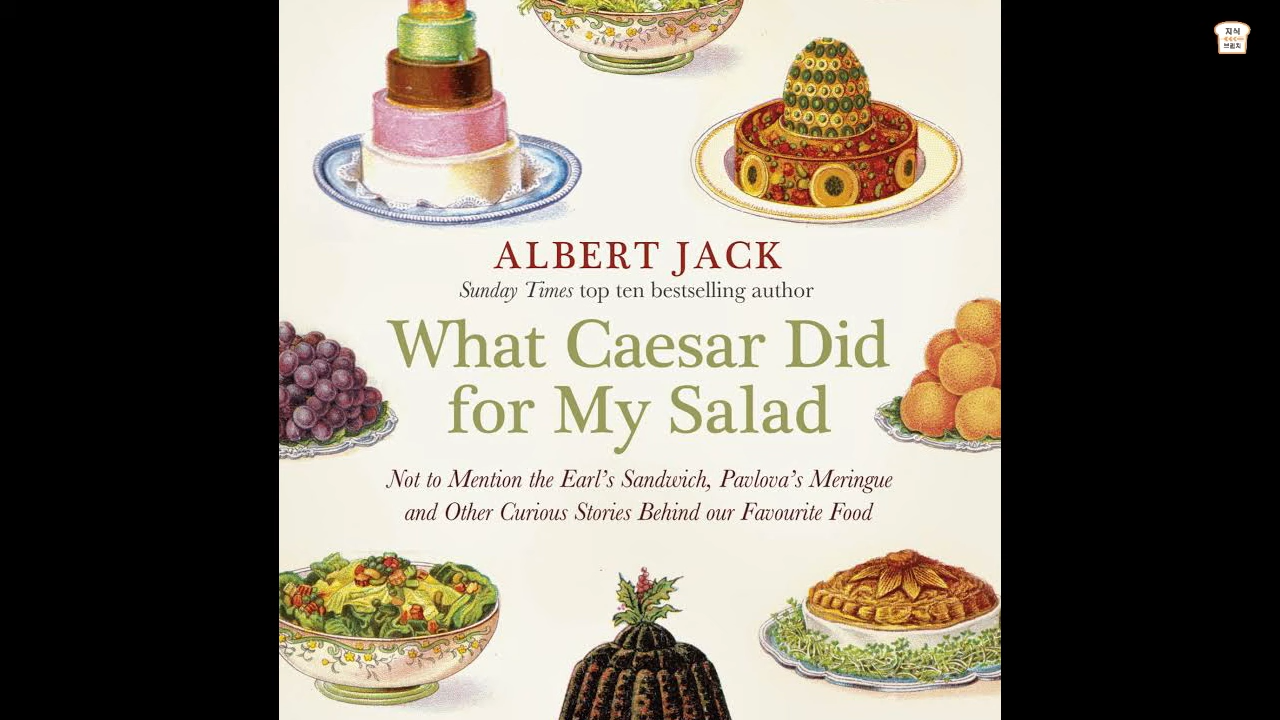 지식
브런치
ALBERT JACK
Sunday Times top ten bestselling author
What Caesar Did
for My Salad
Not to Mention the Earl's Sandwich, Pavlova's Meringue
and Other Curious Stories Behind our Favourite Food